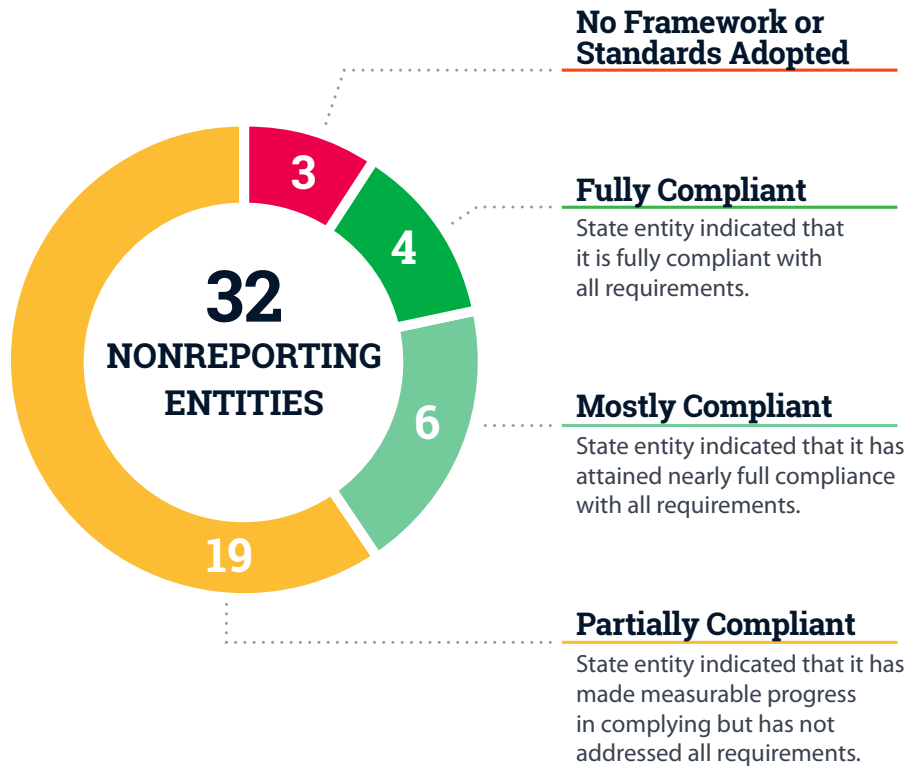 No Framework or
Standards Adopted
3
Fully Compliant
State entity indicated that
it is fully compliant with
all requirements.
4
32
NONREPORTING
ENTITIES
Mostly Compliant
State entity indicated that it has
attained nearly full compliance
with all requirements.
6
19
Partially Compliant
State entity indicated that it has
made measurable progress
in complying but has not
addressed all requirements.